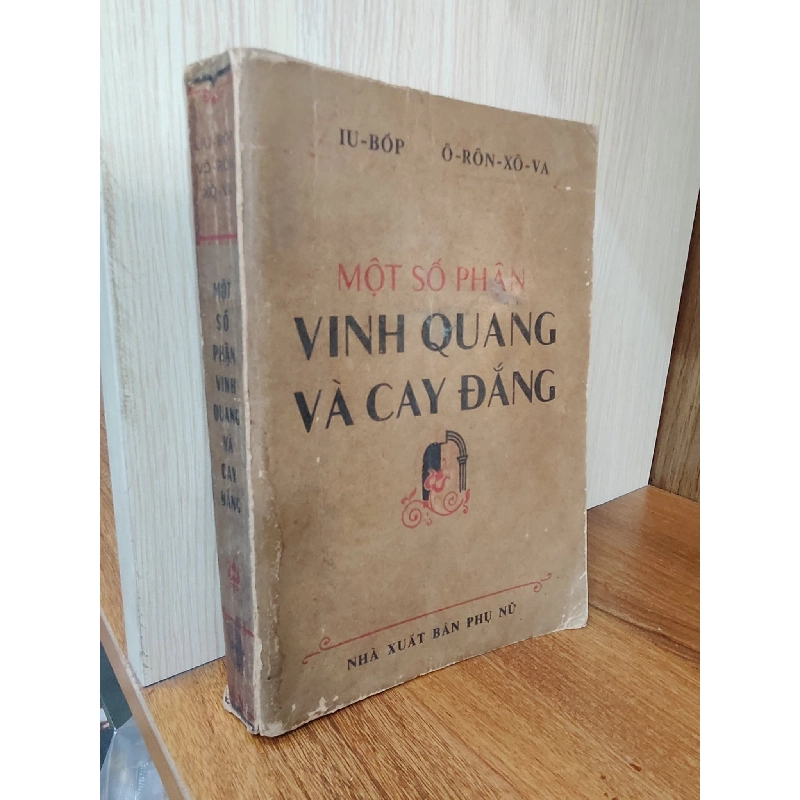 IU-BỐP Ô-RÔN-XÔ-VA
MỘT SỐ PHẬN
VINH QUANG
VÀ CAY ĐẮNG
NHÀ XUẤT BẢN PHỤ NỮ
MỘT
SỐ
PHẬN
VINH
QUANG
VÀ
CAY
ĐẮNG